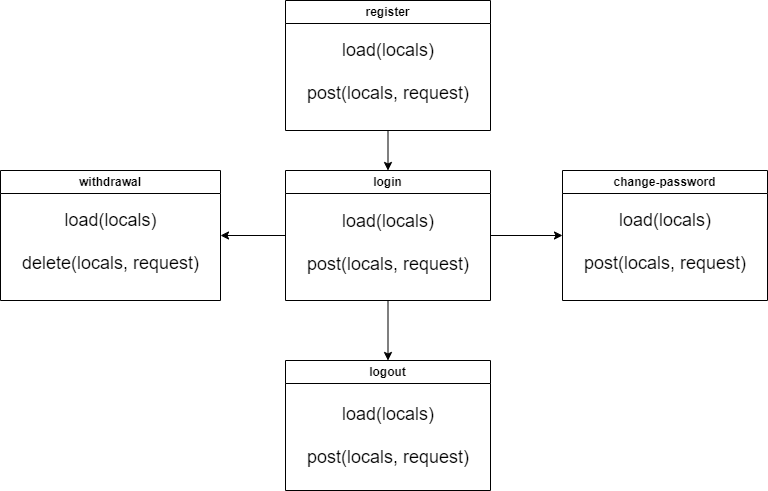 register
load(locals)
post(locals, request)
withdrawal
load(locals)
delete(locals, request)
login
load(locals)
post(locals, request)
change-password
load(locals)
post(locals, request)
logout
load(locals)
post(locals, request)